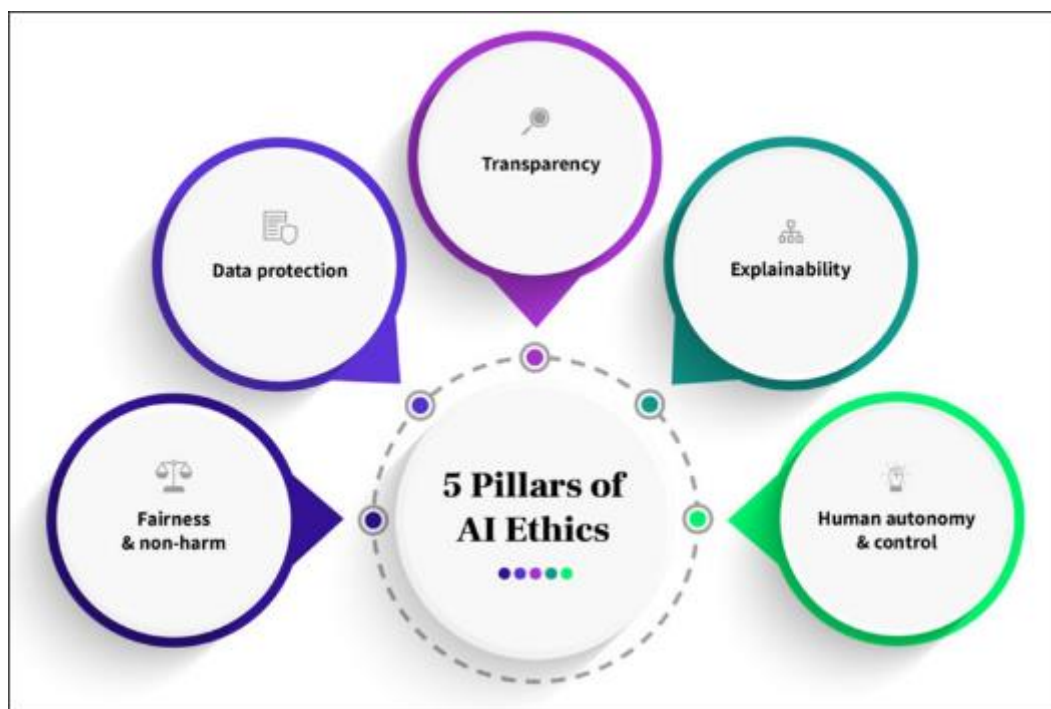 Transparency
Data protection
Explainability
Fairness
& non-harm
5 Pillars of
AI Ethics
Human autonomy
& control